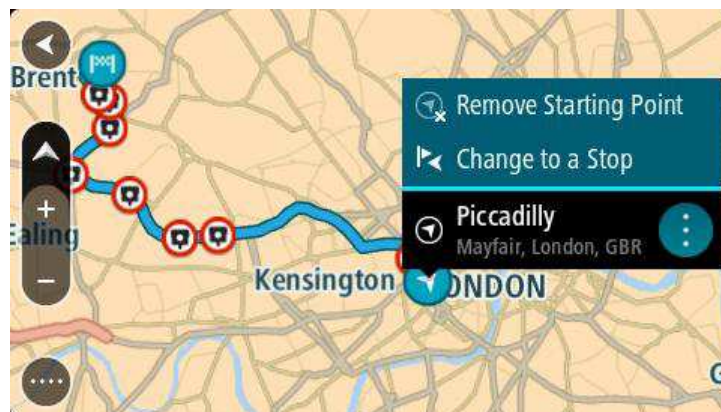 Brent
Remove Starting Point
Change to a Stop
Piccadilly
Mayfair, London, GBR
Ealing
Kensington
ONDON
G